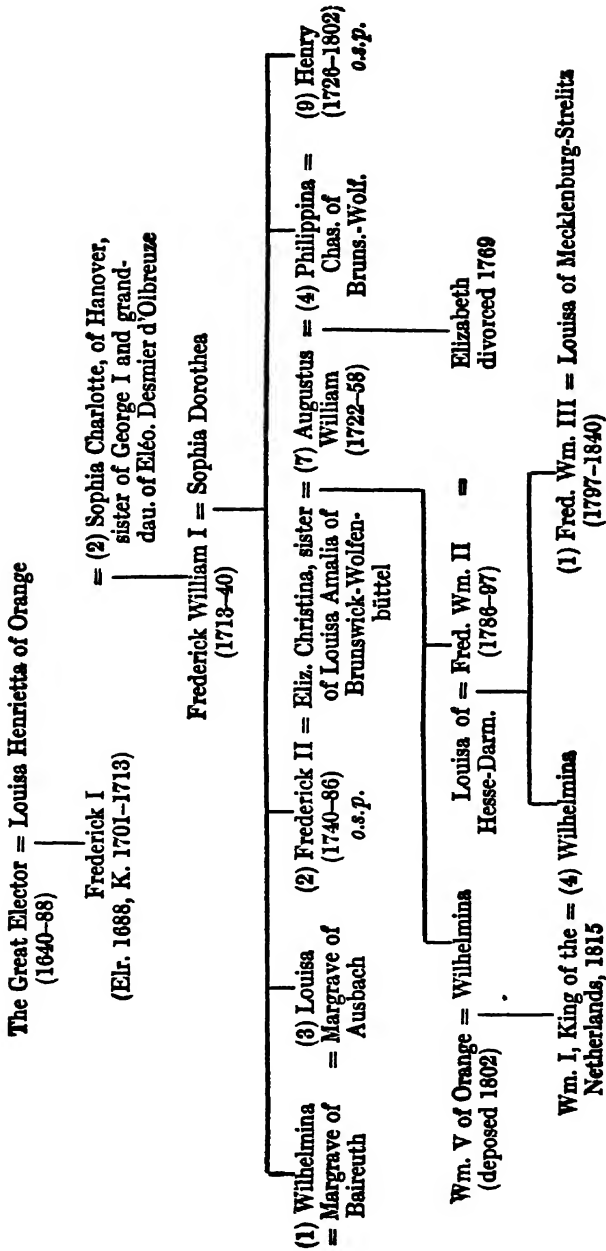 The Great Elector = Louisa Henrietta of Orange
(1640–88)
Frederick I
(Elr. 1688, K. 1701–1713)
= (2) Sophia Charlotte, of Hanover,
sister of George I and grand-
dau. of Eléo. Desmier d'Olbreuze
Frederick William I = Sophia Dorothea
(1713–40)
(1) Wilhelmina
= Margrave of
Baireuth
(3) Louisa
= Margrave of
Ausbach
(2) Frederick II = Eliz. Christina, sister
(1740–86)
o.s.p.
of Louisa Amalia of
Brunswick-Wolfen-
büttel
= (7) Augustus
William
(1722–58)
= (4) Philippina =
Chas. of
Bruns.-Wolf.
(9) Henry
(1726–1802)
o.s.p.
Wm. V of Orange = Wilhelmina
(deposed 1802)
Louisa of = Fred. Wm. II =
Hesse-Darm.
(1786–97)
Elizabeth
divorced 1769
Wm. I, King of the = (4) Wilhelmina
Netherlands, 1815
(1) Fred. Wm. III = Louisa of Mecklenburg-Strelitz
(1797–1840)